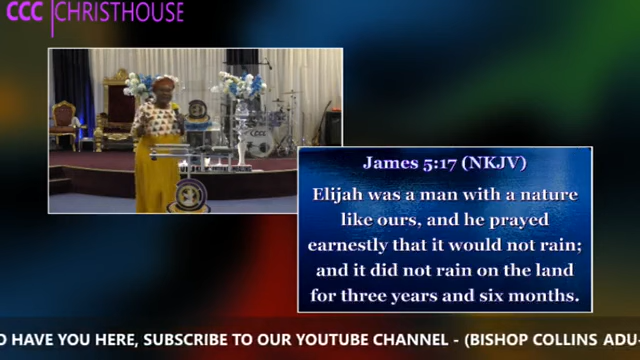 CCC CHRISTHOUSE
James 5:17 (NKJV)
Elijah was a man with a nature
like ours, and he prayed
earnestly that it would not rain;
and it did not rain on the land
for three years and six months.
HAVE YOU HERE, SUBSCRIBE TO OUR YOUTUBE CHANNEL - (BISHOP COLLINS ADU